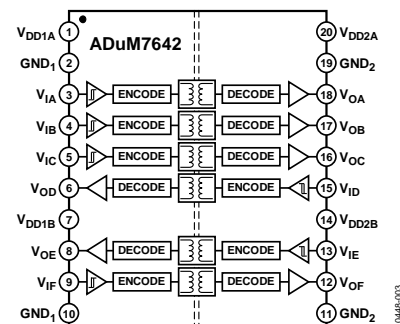 ADuM7642
V_DD1A 1 20 V_DD2A
GND_1 2 19 GND_2
V_IA 3 ENCODE DECODE 18 V_OA
V_IB 4 ENCODE DECODE 17 V_OB
V_IC 5 ENCODE DECODE 16 V_OC
V_OD 6 DECODE ENCODE 15 V_ID
V_DD1B 7 14 V_DD2B
V_OE 8 DECODE ENCODE 13 V_IE
V_IF 9 ENCODE DECODE 12 V_OF
GND_1 10 11 GND_2